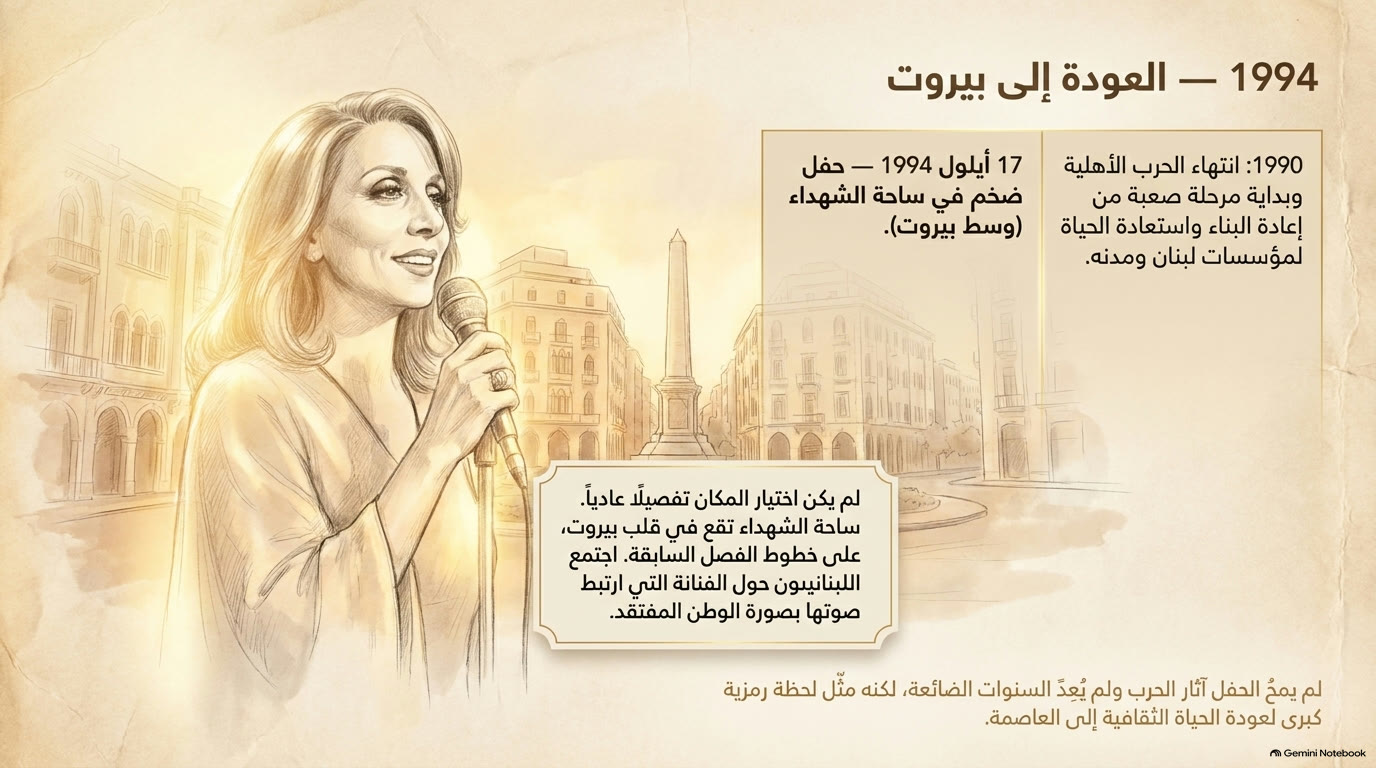 1994 — العودة إلى بيروت
1990: انتهاء الحرب الأهلية
وبداية مرحلة صعبة من
إعادة البناء واستعادة الحياة
لمؤسسات لبنان ومدنه.
17 أيلول 1994 — حفل
ضخم في ساحة الشهداء
(وسط بيروت).
لم يكن اختيار المكان تفصيلًا عادياً.
ساحة الشهداء تقع في قلب بيروت،
على خطوط الفصل السابقة. اجتمع
اللبنانييون حول الفنانة التي ارتبط
صوتها بصورة الوطن المفتقد.
لم يمحُ الحفل آثار الحرب ولم يُعِدً السنوات الضائعة، لكنه مثّل لحظة رمزية
كبرى لعودة الحياة الثقافية إلى العاصمة.
Gemini Notebook